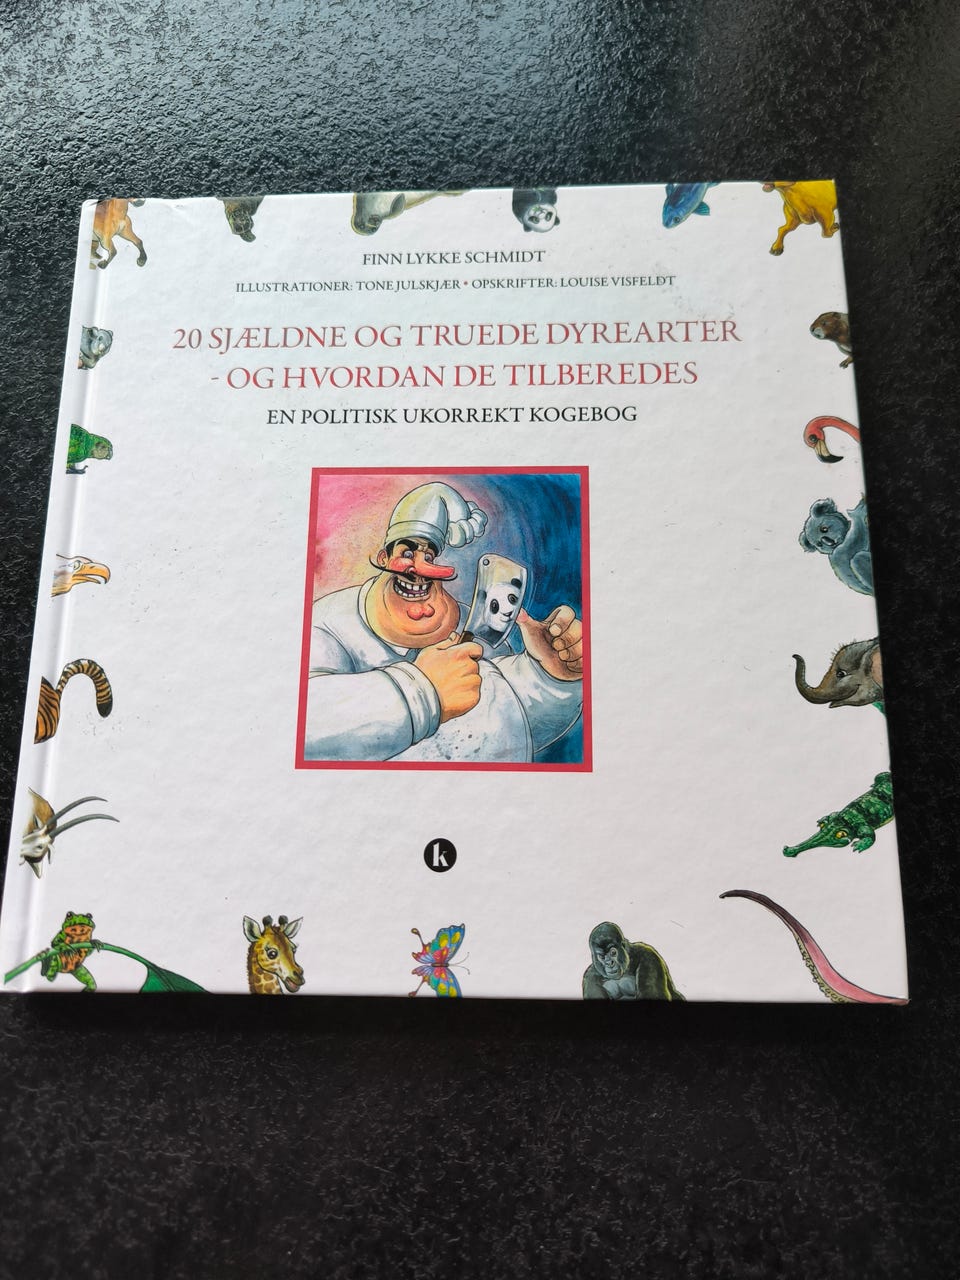 FINN LYKKE SCHMIDT
ILLUSTRATIONER: TONE JULSKJÆR • OPSKRIFTER: LOUISE VISFELDT
20 SJÆLDNE OG TRUEDE DYREARTER
- OG HVORDAN DE TILBEREDES
EN POLITISK UKORREKT KOGEBOG
k